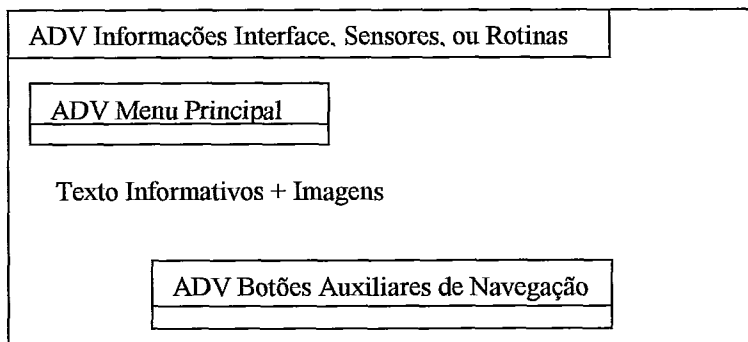 ADV Informações Interface, Sensores, ou Rotinas
ADV Menu Principal
Texto Informativos + Imagens
ADV Botões Auxiliares de Navegação